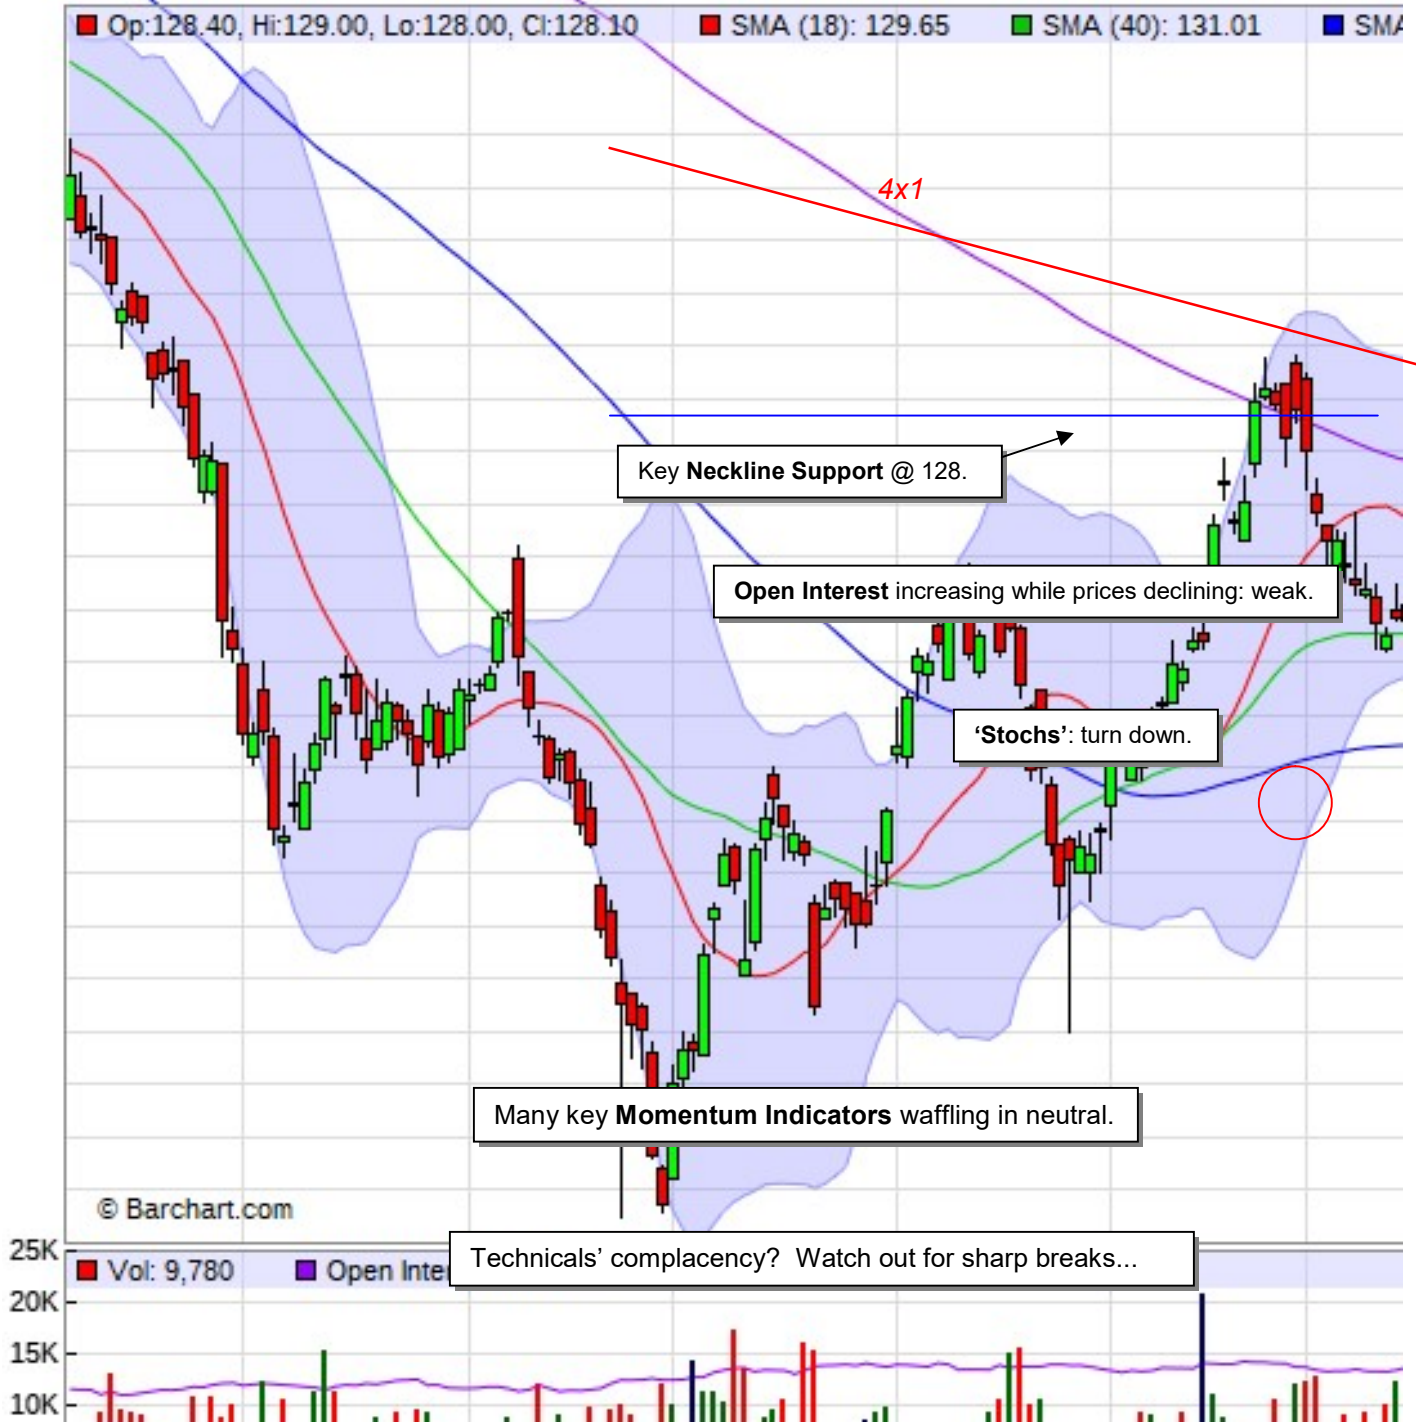 Op:128.40, Hi:129.00, Lo:128.00, Cl:128.10 SMA (18): 129.65 SMA (40): 131.01 SMA
4x1
Key Neckline Support @ 128.
Open Interest increasing while prices declining: weak.
‘Stochs’: turn down.
Many key Momentum Indicators waffling in neutral.
© Barchart.com
Technicals’ complacency? Watch out for sharp breaks...
25K
Vol: 9,780 Open Inte
20K
15K
10K